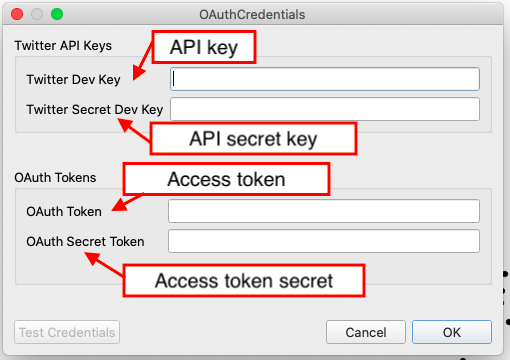 OAuthCredentials
Twitter API Keys
API key
Twitter Dev Key
Twitter Secret Dev Key
API secret key
OAuth Tokens
Access token
OAuth Token
OAuth Secret Token
Access token secret
Test Credentials
Cancel
OK